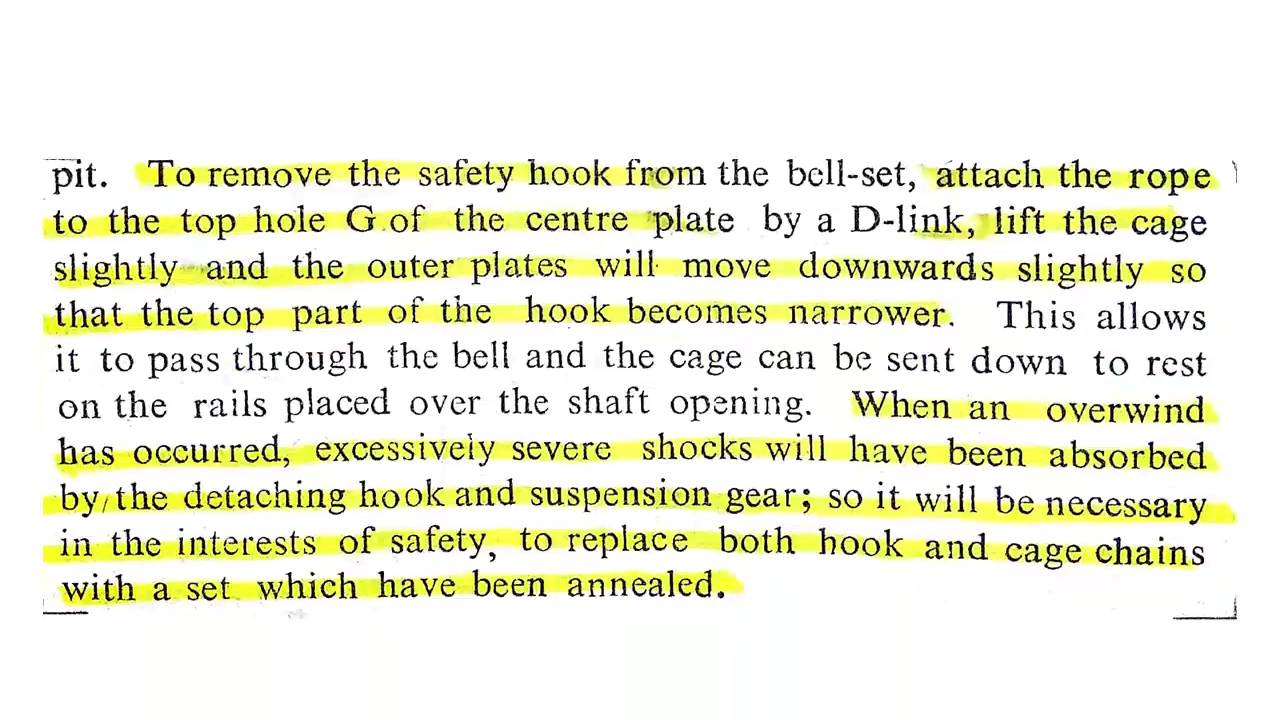 pit. To remove the safety hook from the bell-set, attach the rope
to the top hole G of the centre plate by a D-link, lift the cage
slightly and the outer plates will move downwards slightly so
that the top part of the hook becomes narrower. This allows
it to pass through the bell and the cage can be sent down to rest
on the rails placed over the shaft opening. When an overwind
has occurred, excessively severe shocks will have been absorbed
by the detaching hook and suspension gear; so it will be necessary
in the interests of safety, to replace both hook and cage chains
with a set which have been annealed.